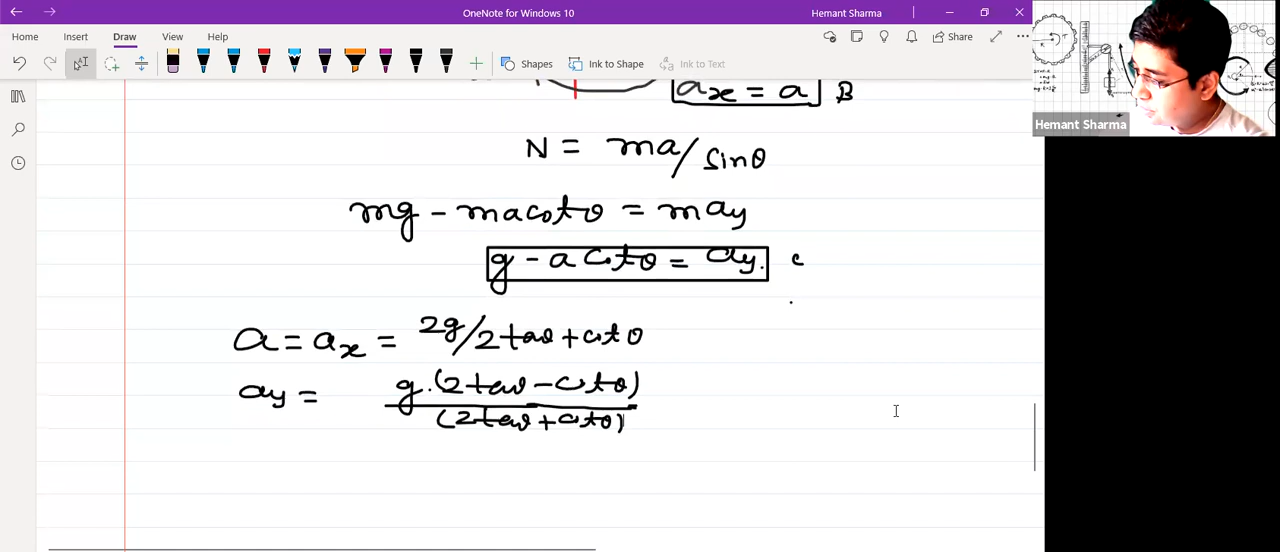 OneNote for Windows 10
Hemant Sharma
Home Insert Draw View Help
Share
Shapes Ink to Shape Ink to Text
Hemant Sharma
ax = a B
N = ma/sinθ
mg - macotθ = may
g - a cotθ = ay. c
a = ax = 2g/2tanθ + cotθ
ay = g.(2tanθ - cotθ)
(2tanθ + cotθ)